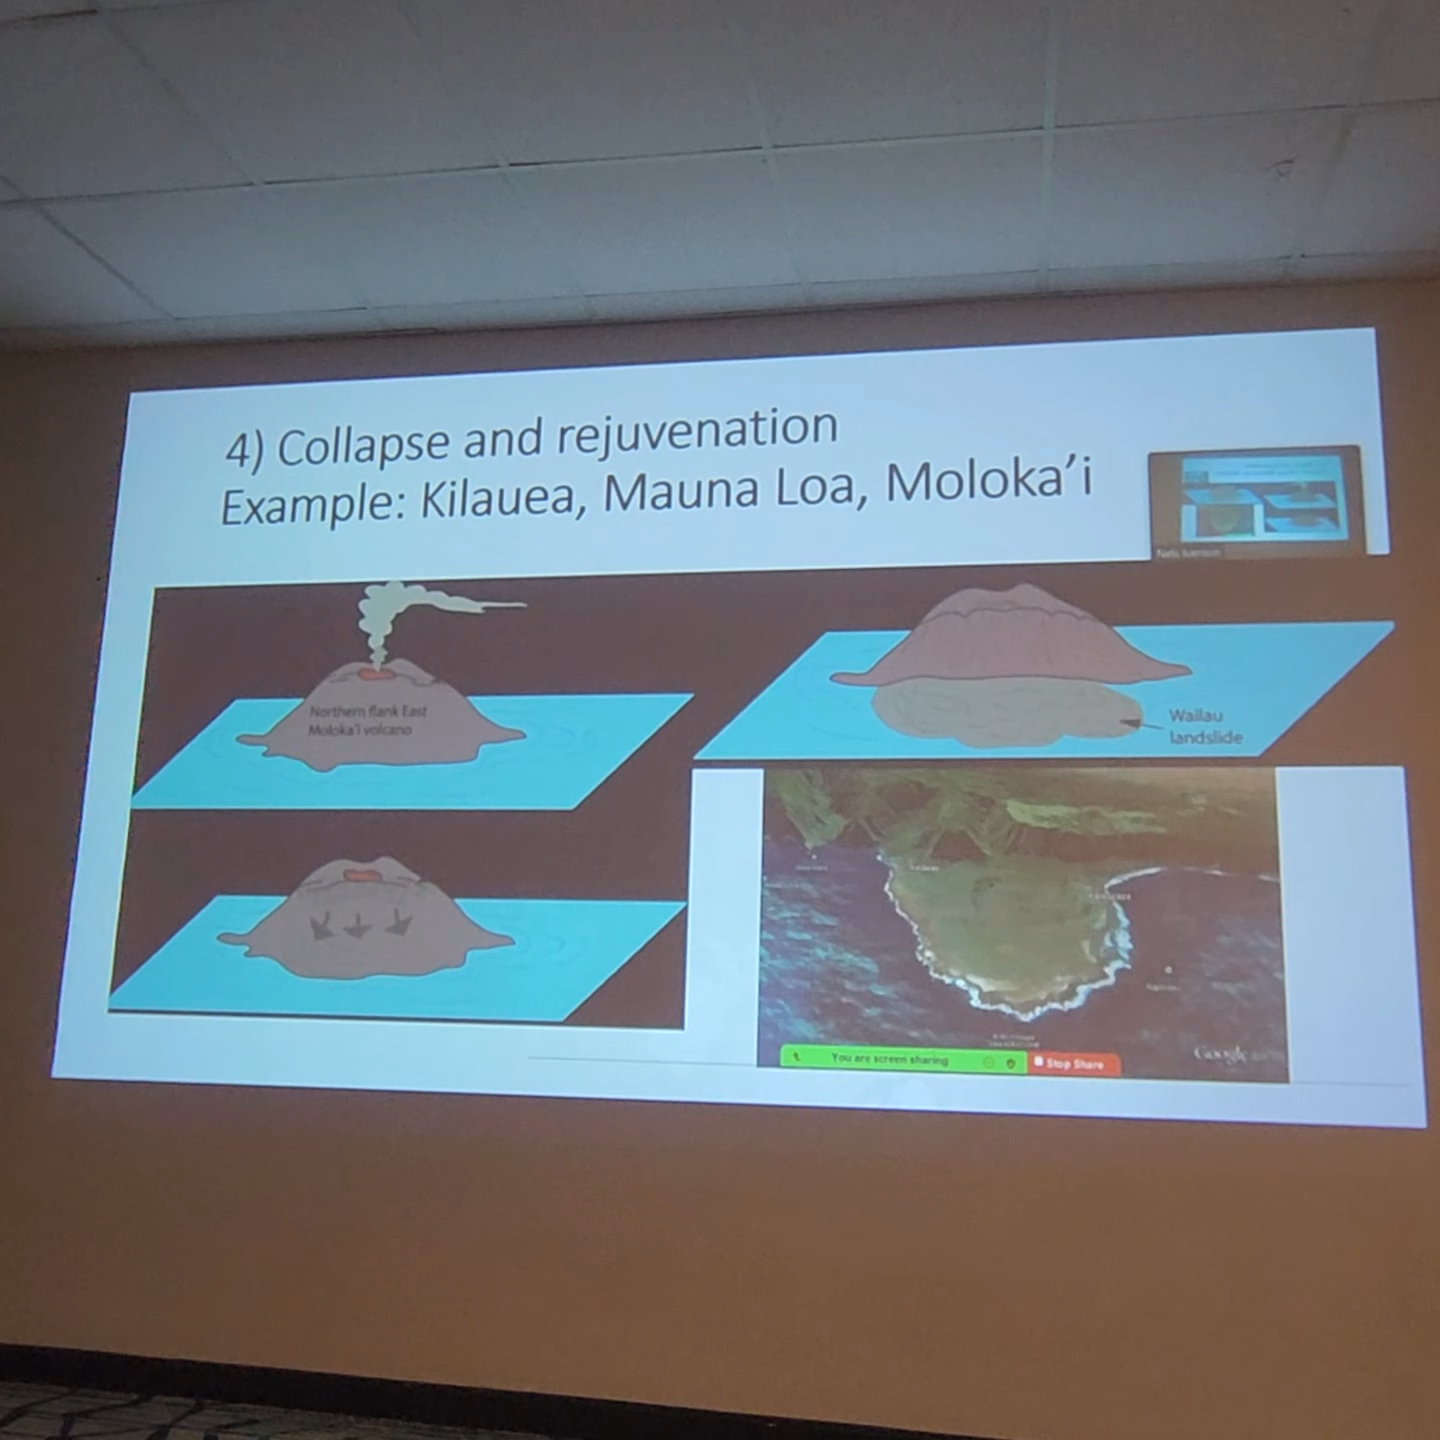 4) Collapse and rejuvenation
Example: Kilauea, Mauna Loa, Moloka'i
Northern flank East
Moloka'i volcano
Wailau
landslide
You are screen sharing
Stop Share
Google